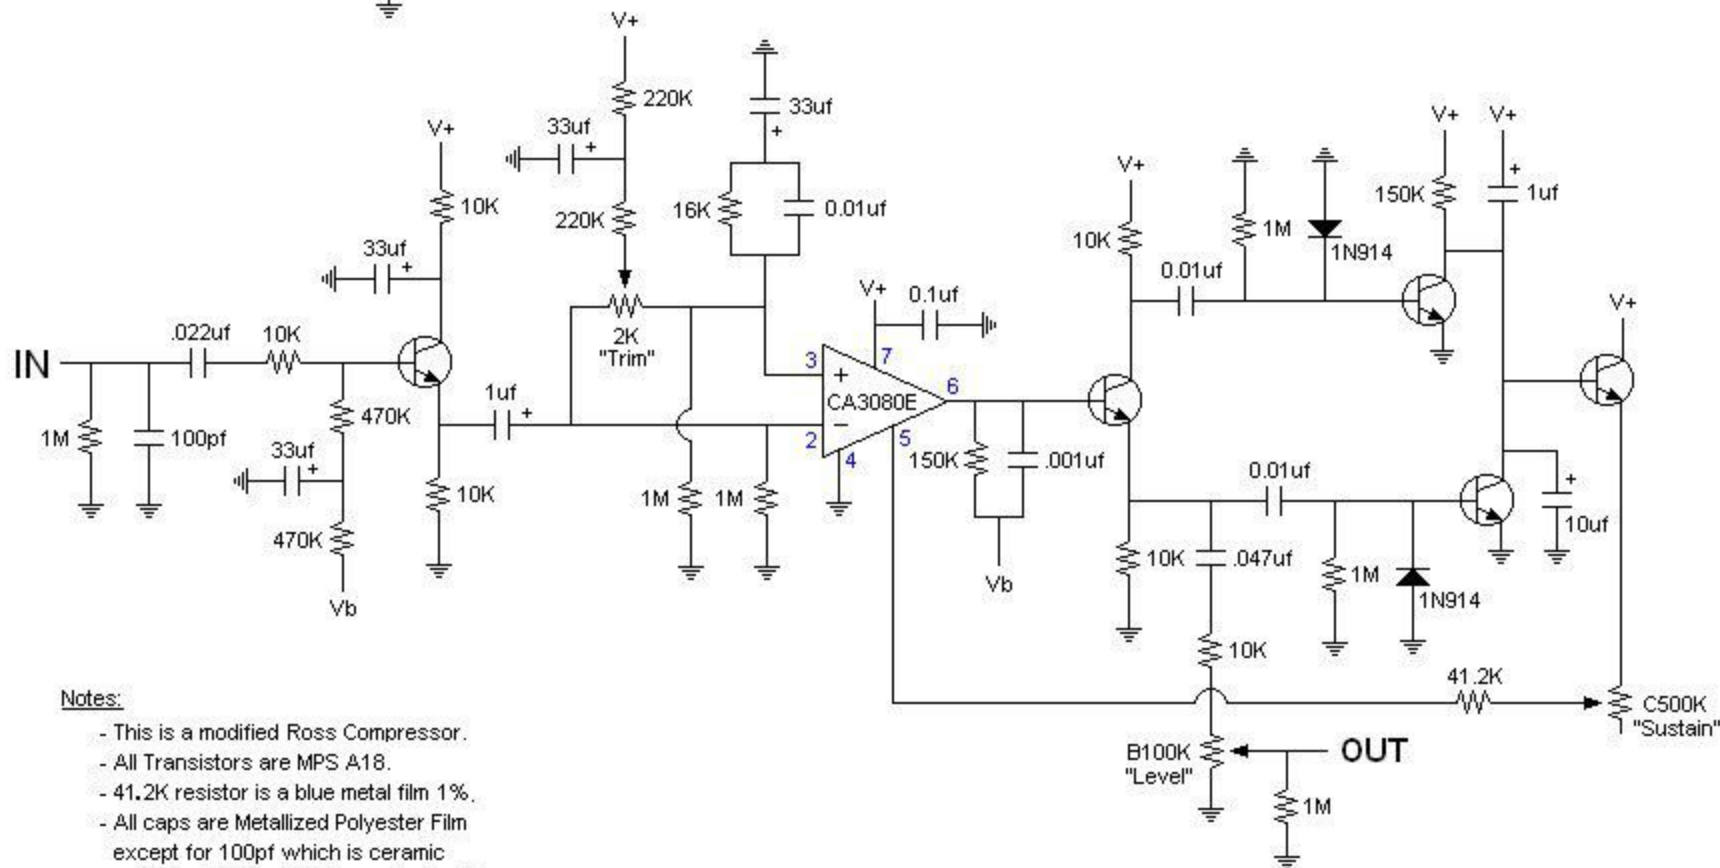 V+
220K
33uf
+
33uf
+
220K
16K
0.01uf
V+
10K
33uf
+
2K
"Trim"
V+
0.1uf
V+
10K
0.01uf
1M
1N914
V+
V+
150K
+
1uf
V+
IN
.022uf
10K
1M
100pf
470K
33uf
+
470K
Vb
1uf
+
10K
1M
1M
3
+
7
CA3080E
6
−
2
5
4
150K
.001uf
Vb
0.01uf
+
10uf
10K
.047uf
1M
1N914
10K
41.2K
C500K
"Sustain"
B100K
"Level"
OUT
1M
Notes:
- This is a modified Ross Compressor.
- All Transistors are MPS A18.
- 41.2K resistor is a blue metal film 1%.
- All caps are Metallized Polyester Film
except for 100pf which is ceramic